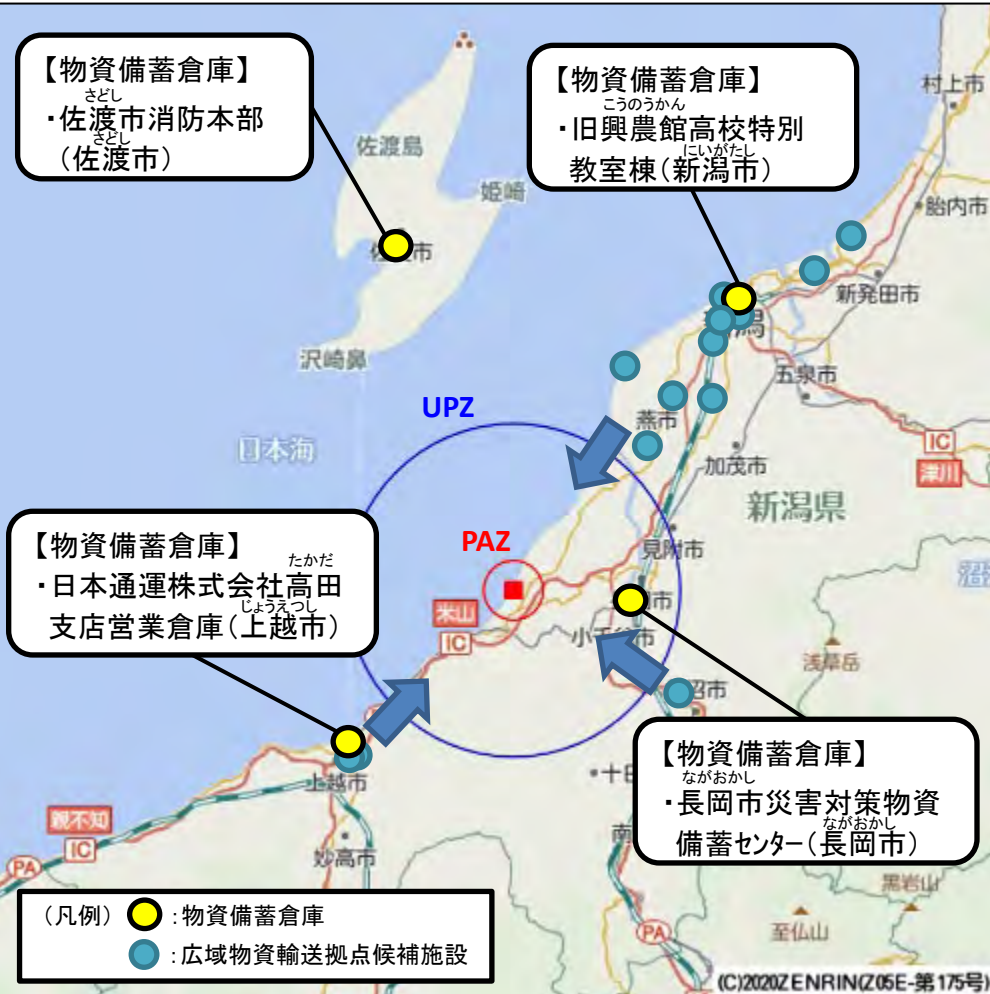 【物資備蓄倉庫】
さどし
・佐渡市消防本部
さどし
(佐渡市)
【物資備蓄倉庫】
こうのうかん
・旧興農館高校特別
にいがたし
教室棟(新潟市)
村上市
佐渡島
姫崎
胎内市
佐渡市
新発田市
沢崎鼻
五泉市
UPZ
燕市
日本海
IC
加茂市
津川
新潟県
【物資備蓄倉庫】
たかだ
・日本通運株式会社高田
じょうえつし
支店営業倉庫(上越市)
PAZ
見附市
米山
IC
小千谷市
浅草岳
【物資備蓄倉庫】
ながおかし
・長岡市災害対策物資
ながおかし
備蓄センター(長岡市)
上越市
親不知
IC
PA
妙高市
黒岩山
至仏山
PA
(凡例)
:物資備蓄倉庫
:広域物資輸送拠点候補施設
(C)2020ZENRIN(Z05E-第175号)